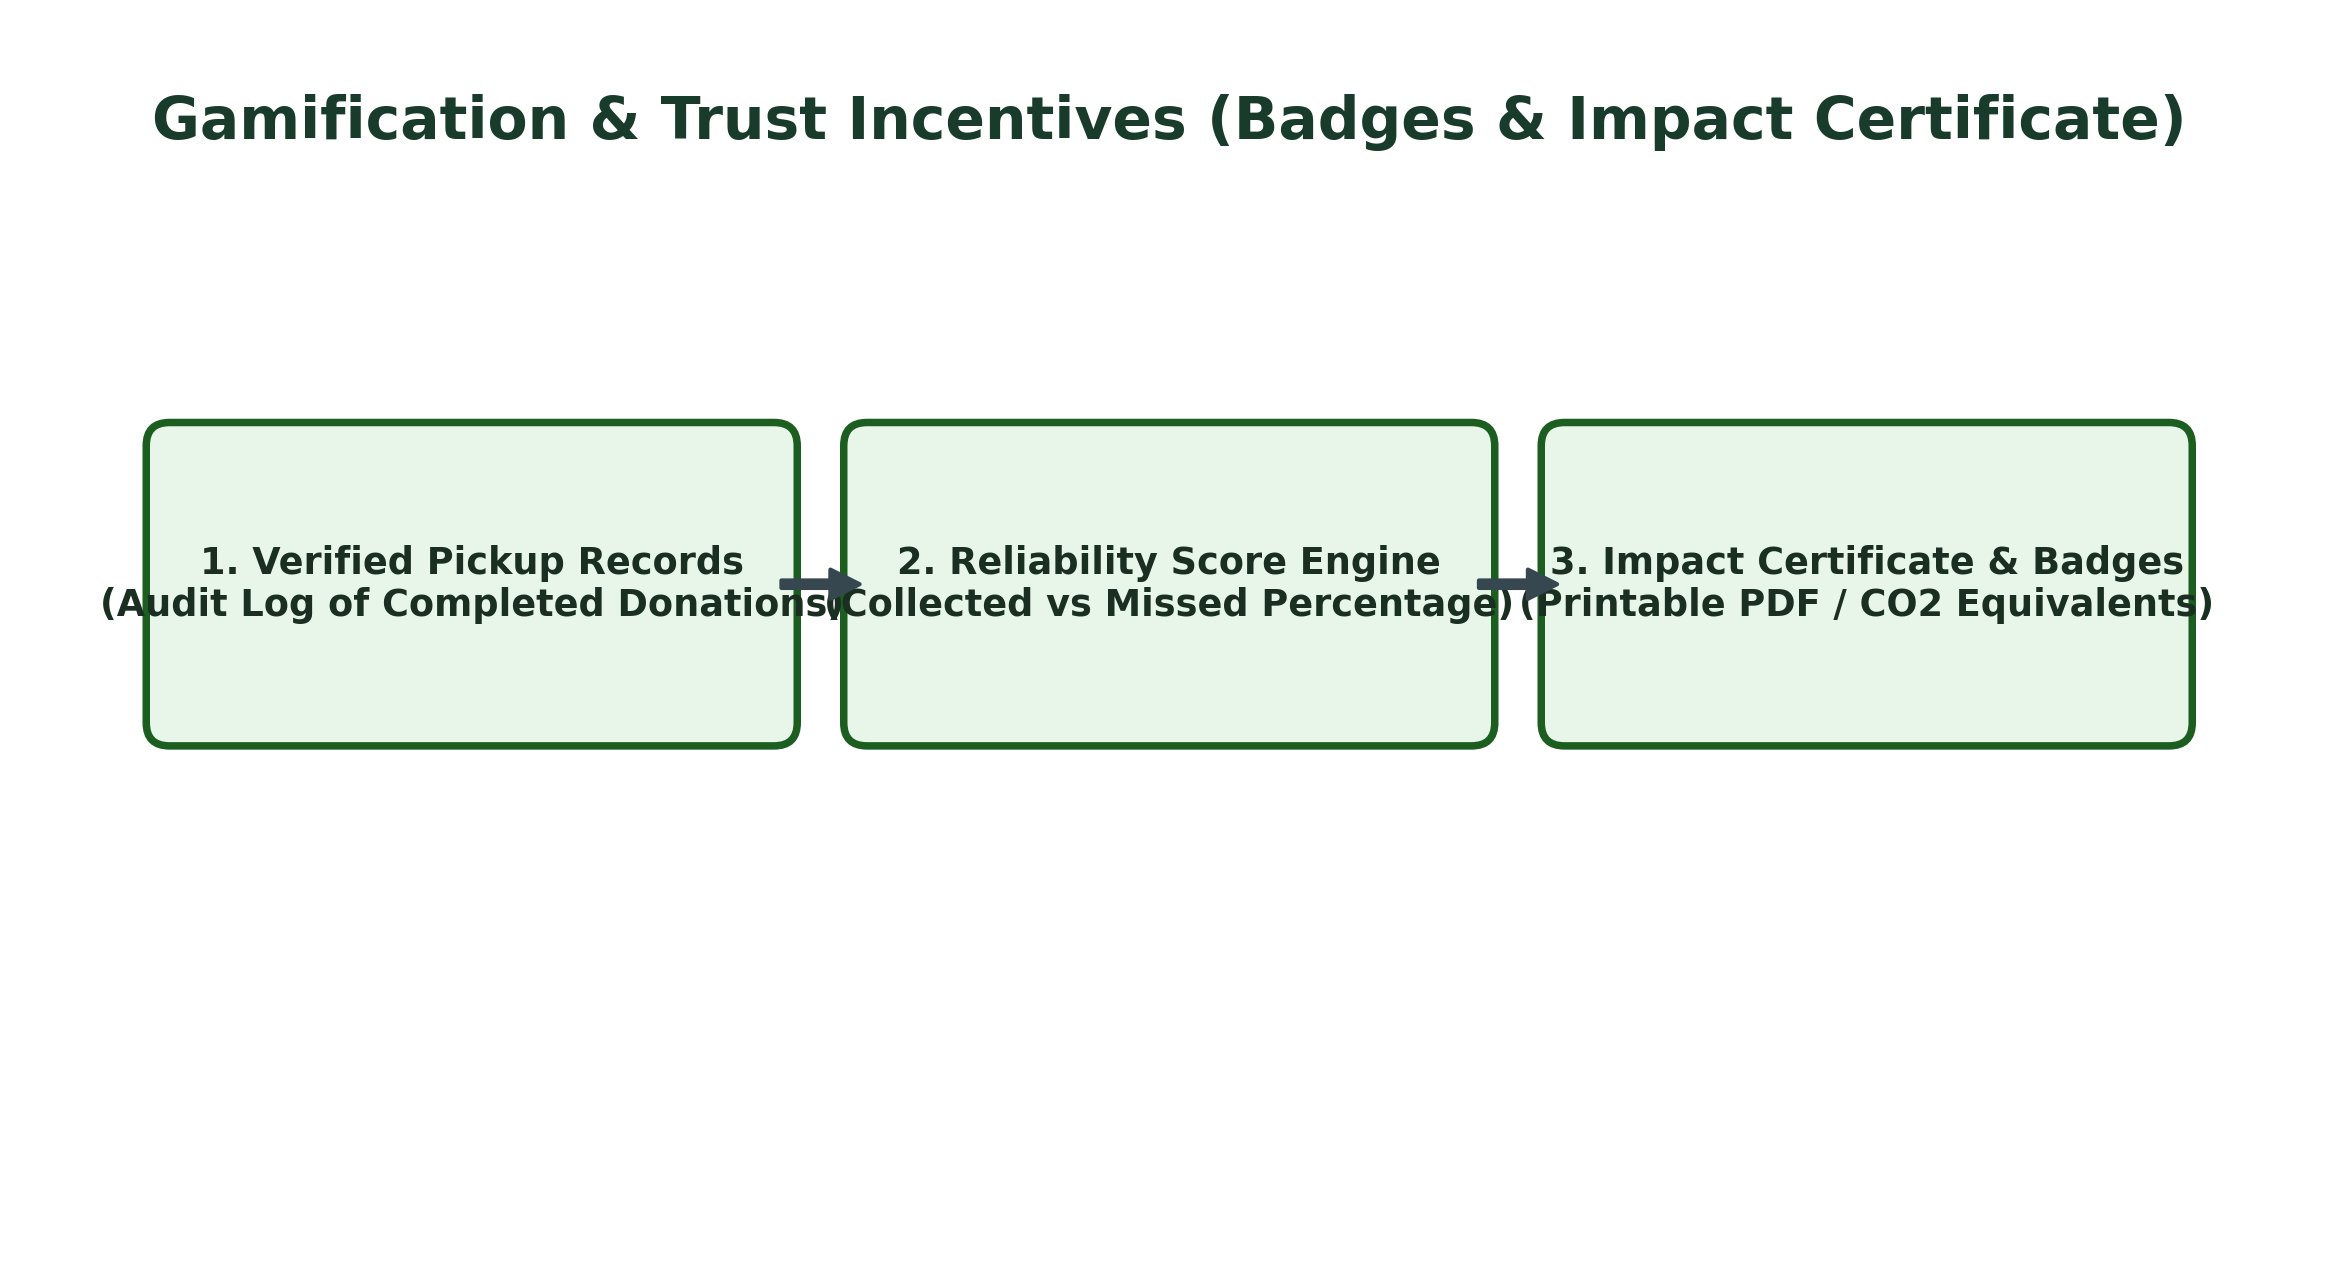 Gamification & Trust Incentives (Badges & Impact Certificate)
1. Verified Pickup Records
(Audit Log of Completed Donations)
2. Reliability Score Engine
(Collected vs Missed Percentage)
3. Impact Certificate & Badges
(Printable PDF / CO2 Equivalents)